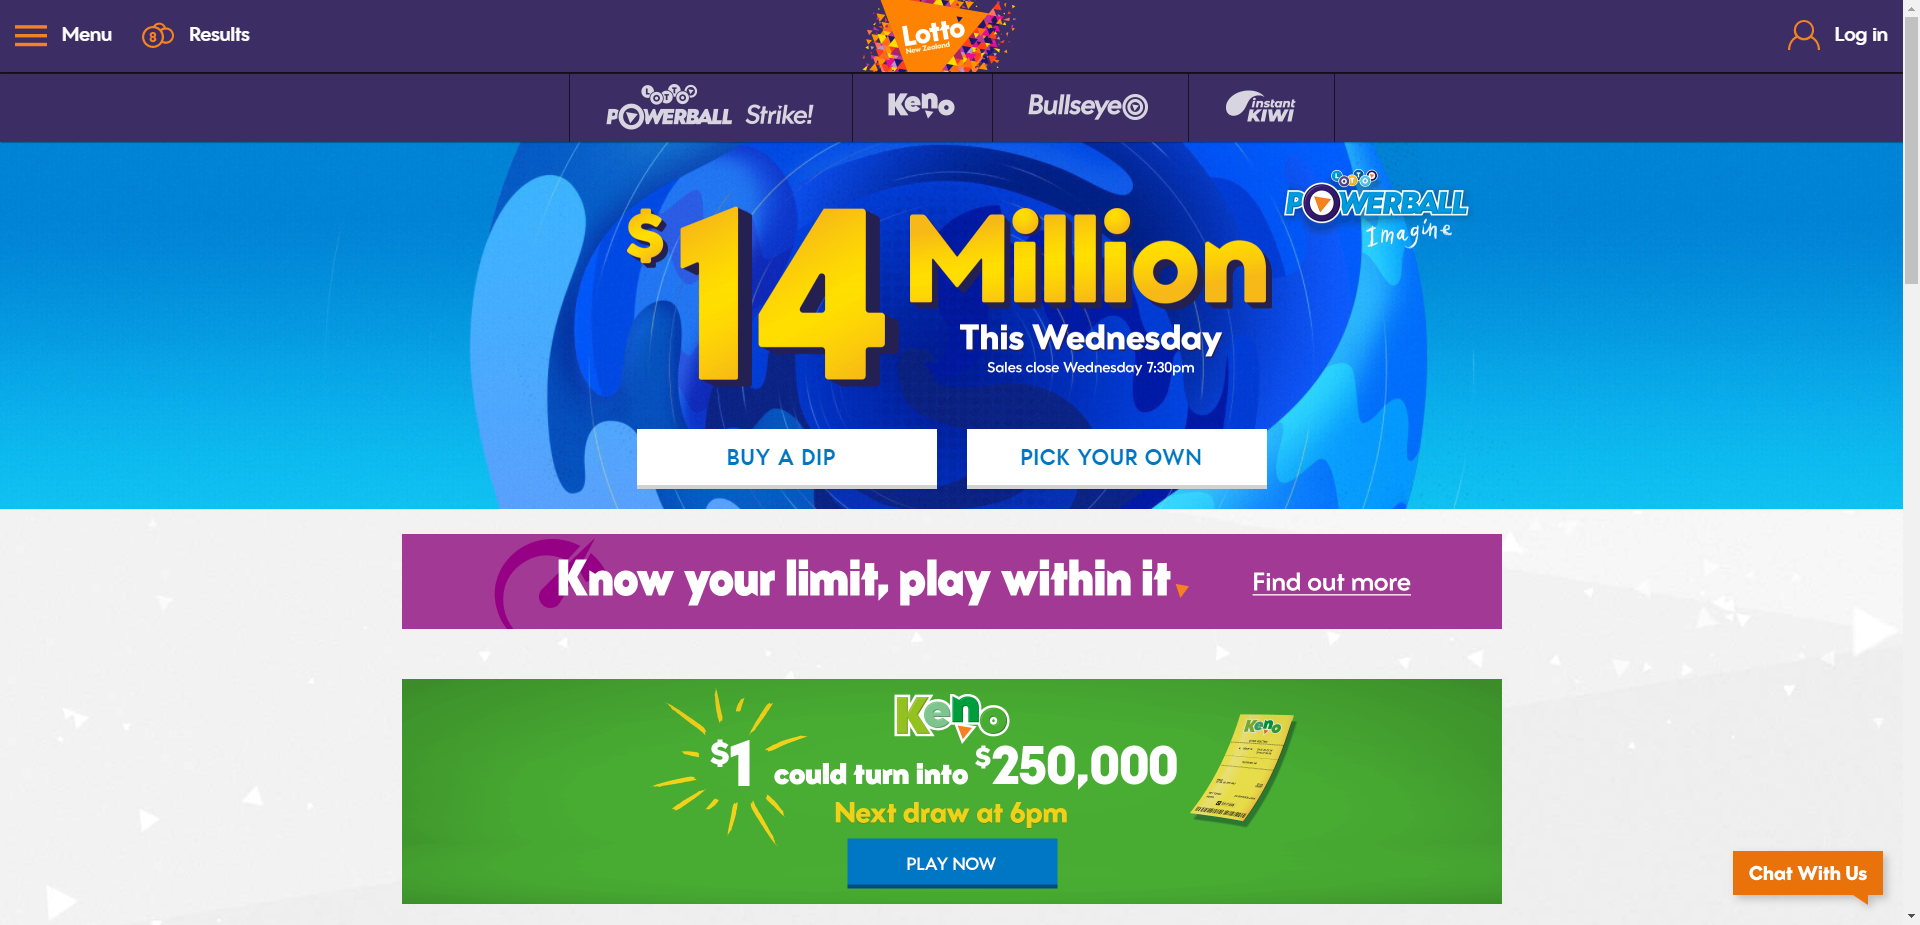 Menu
8
Results
Lotto
New Zealand
Log in
LOTTO
POWERBALL Strike!
Keno
Bullseye
instant
KIWI
LOTTO
POWERBALL
Imagine
$14 Million
This Wednesday
Sales close Wednesday 7:30pm
BUY A DIP
PICK YOUR OWN
Know your limit, play within it
Find out more
Keno
$1 could turn into $250,000
Keno
Next draw at 6pm
PLAY NOW
Chat With Us